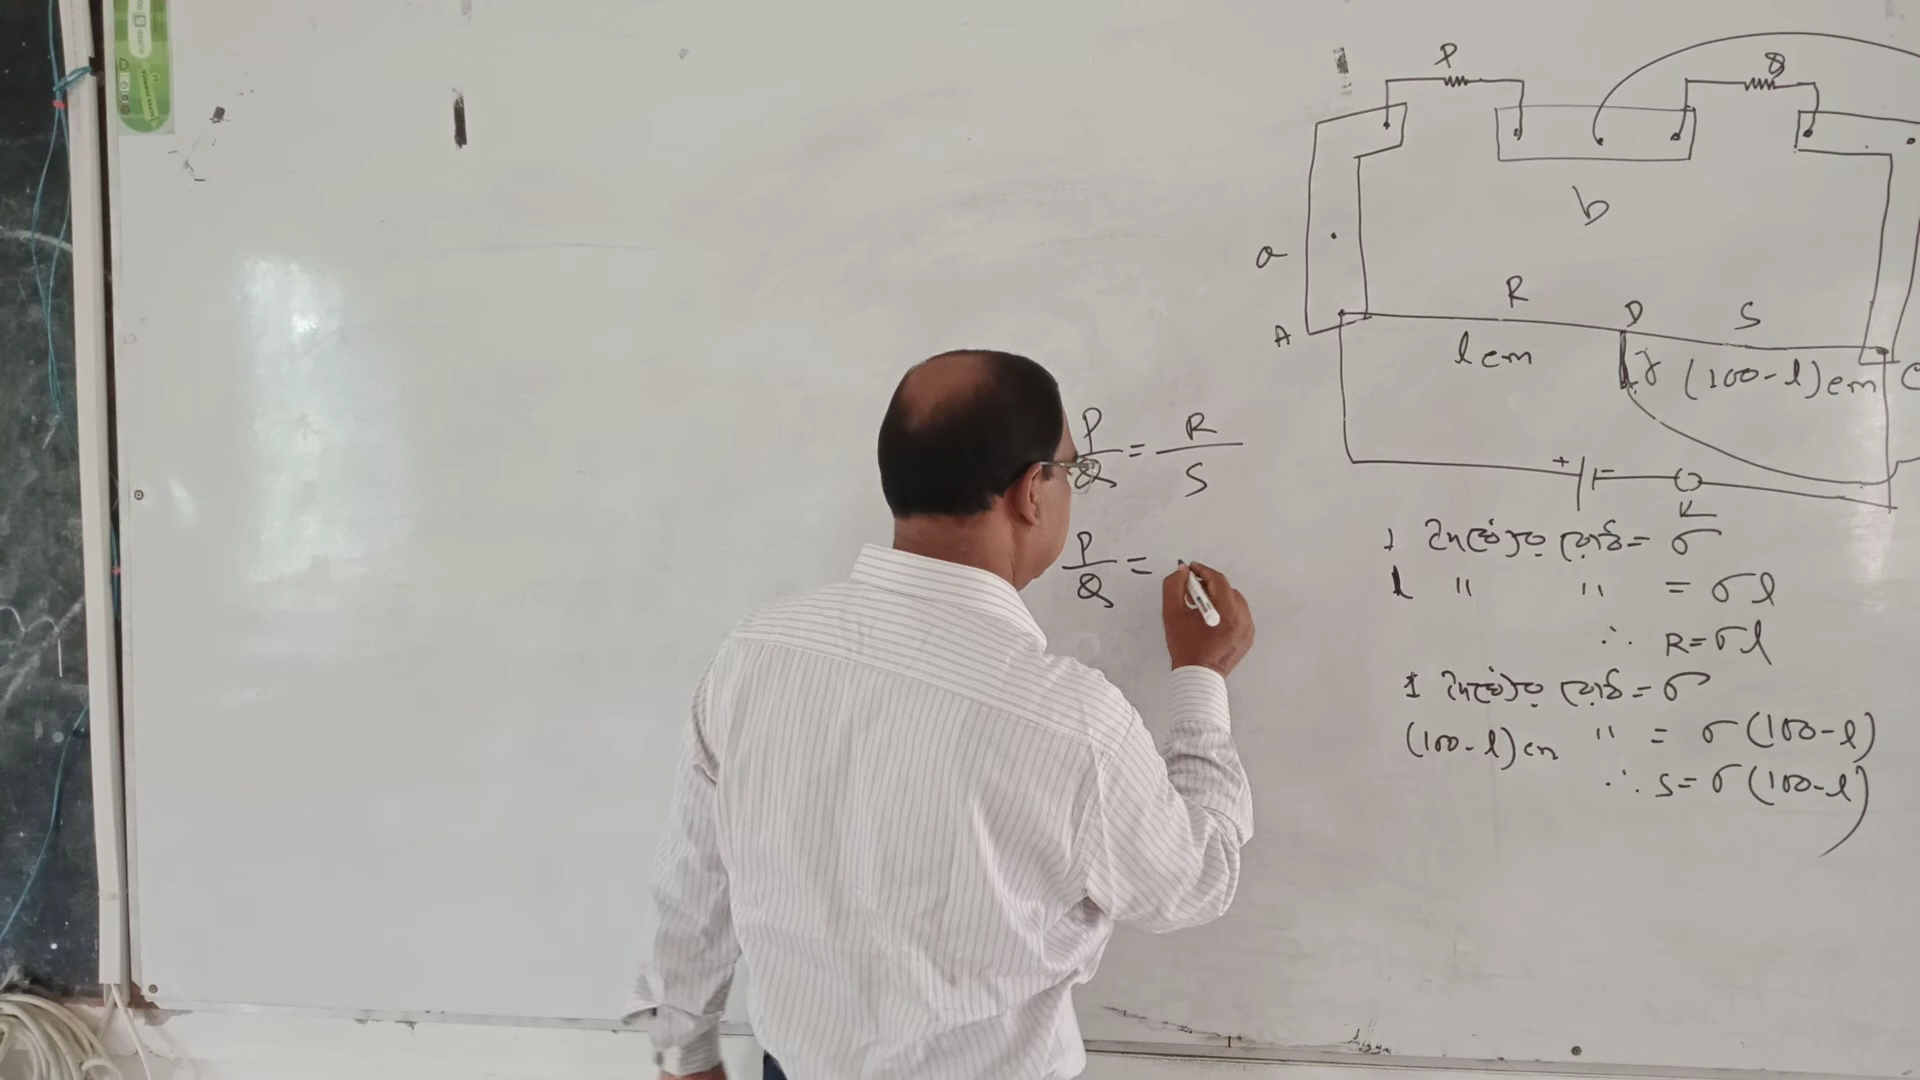 P
Q
b
a
R
D
S
A
l cm
J
(100-l) cm
C
P/Q = R/S
+
K
P/Q =
1 = σ
l " " = σl
∴ R = σl
1 = σ
(100-l) cm " = σ(100-l)
∴ S = σ(100-l)